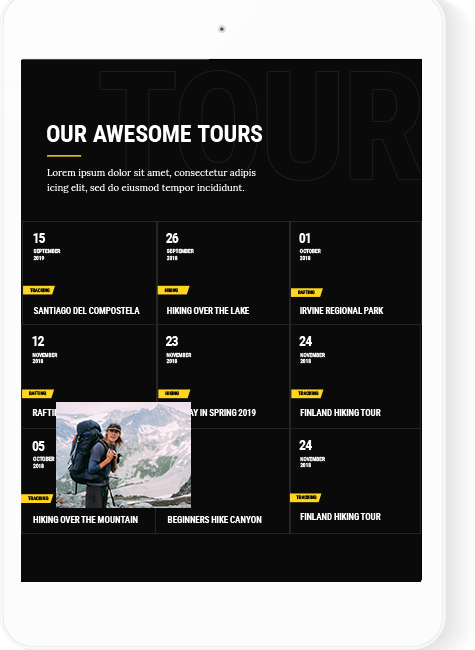 TOUR
OUR AWESOME TOURS
Lorem ipsum dolor sit amet, consectetur adipis
icing elit, sed do eiusmod tempor incididunt.
15
SEPTEMBER
2019
TRACKING
SANTIAGO DEL COMPOSTELA
26
SEPTEMBER
2018
HIKING
HIKING OVER THE LAKE
01
OCTOBER
2018
RAFTING
IRVINE REGIONAL PARK
12
NOVEMBER
2018
RAFTING
23
NOVEMBER
2018
HIKING
IN SPRING 2019
24
NOVEMBER
2018
TRACKING
FINLAND HIKING TOUR
05
OCTOBER
2018
TRACKING
HIKING OVER THE MOUNTAIN
BEGINNERS HIKE CANYON
24
NOVEMBER
2018
TRACKING
FINLAND HIKING TOUR